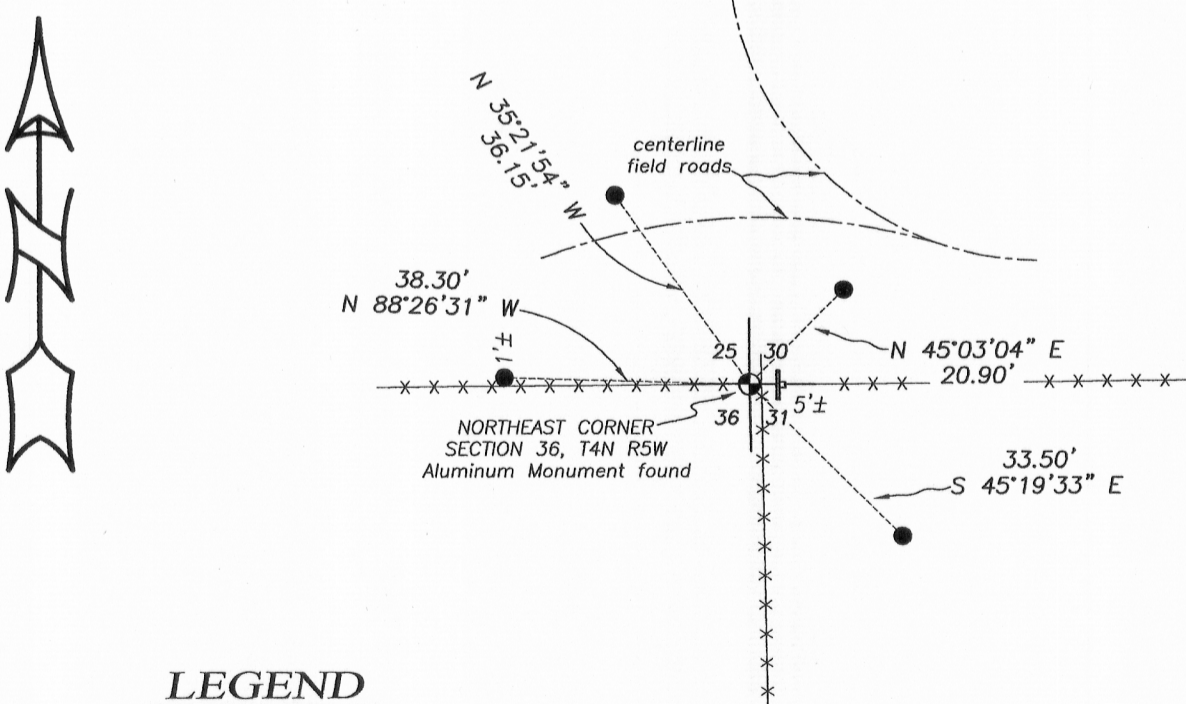 N
N 35°21'54" W
36.15'
centerline
field roads
38.30'
N 88°26'31" W
1'±
25
30
N 45°03'04" E
20.90'
36
31
5'±
NORTHEAST CORNER
SECTION 36, T4N R5W
Aluminum Monument found
33.50'
S 45°19'33" E
LEGEND